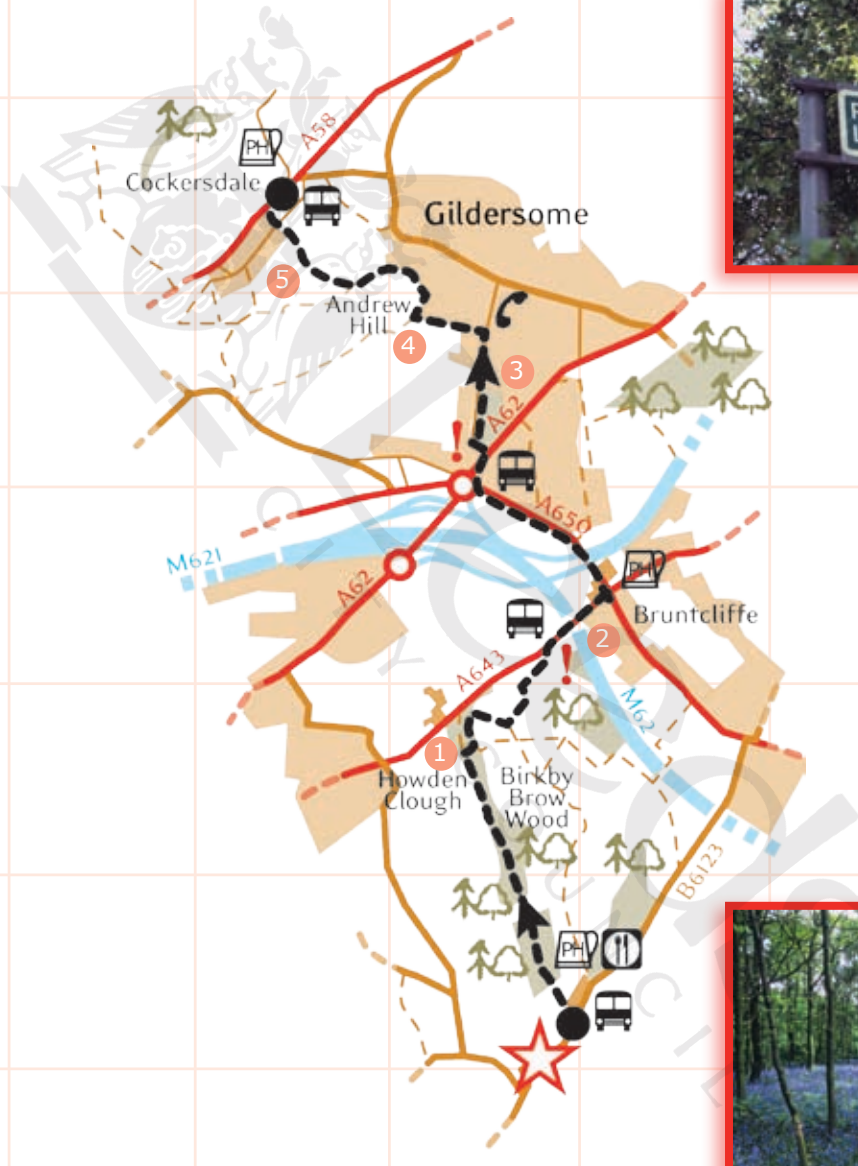 A58
PH
Cockersdale
Gildersome
5
Andrew
Hill
4
3
A62
!
A650
M621
A62
PH
Bruntcliffe
2
A643
!
M62
1
Howden
Clough
Birkby
Brow
Wood
B6123
PH